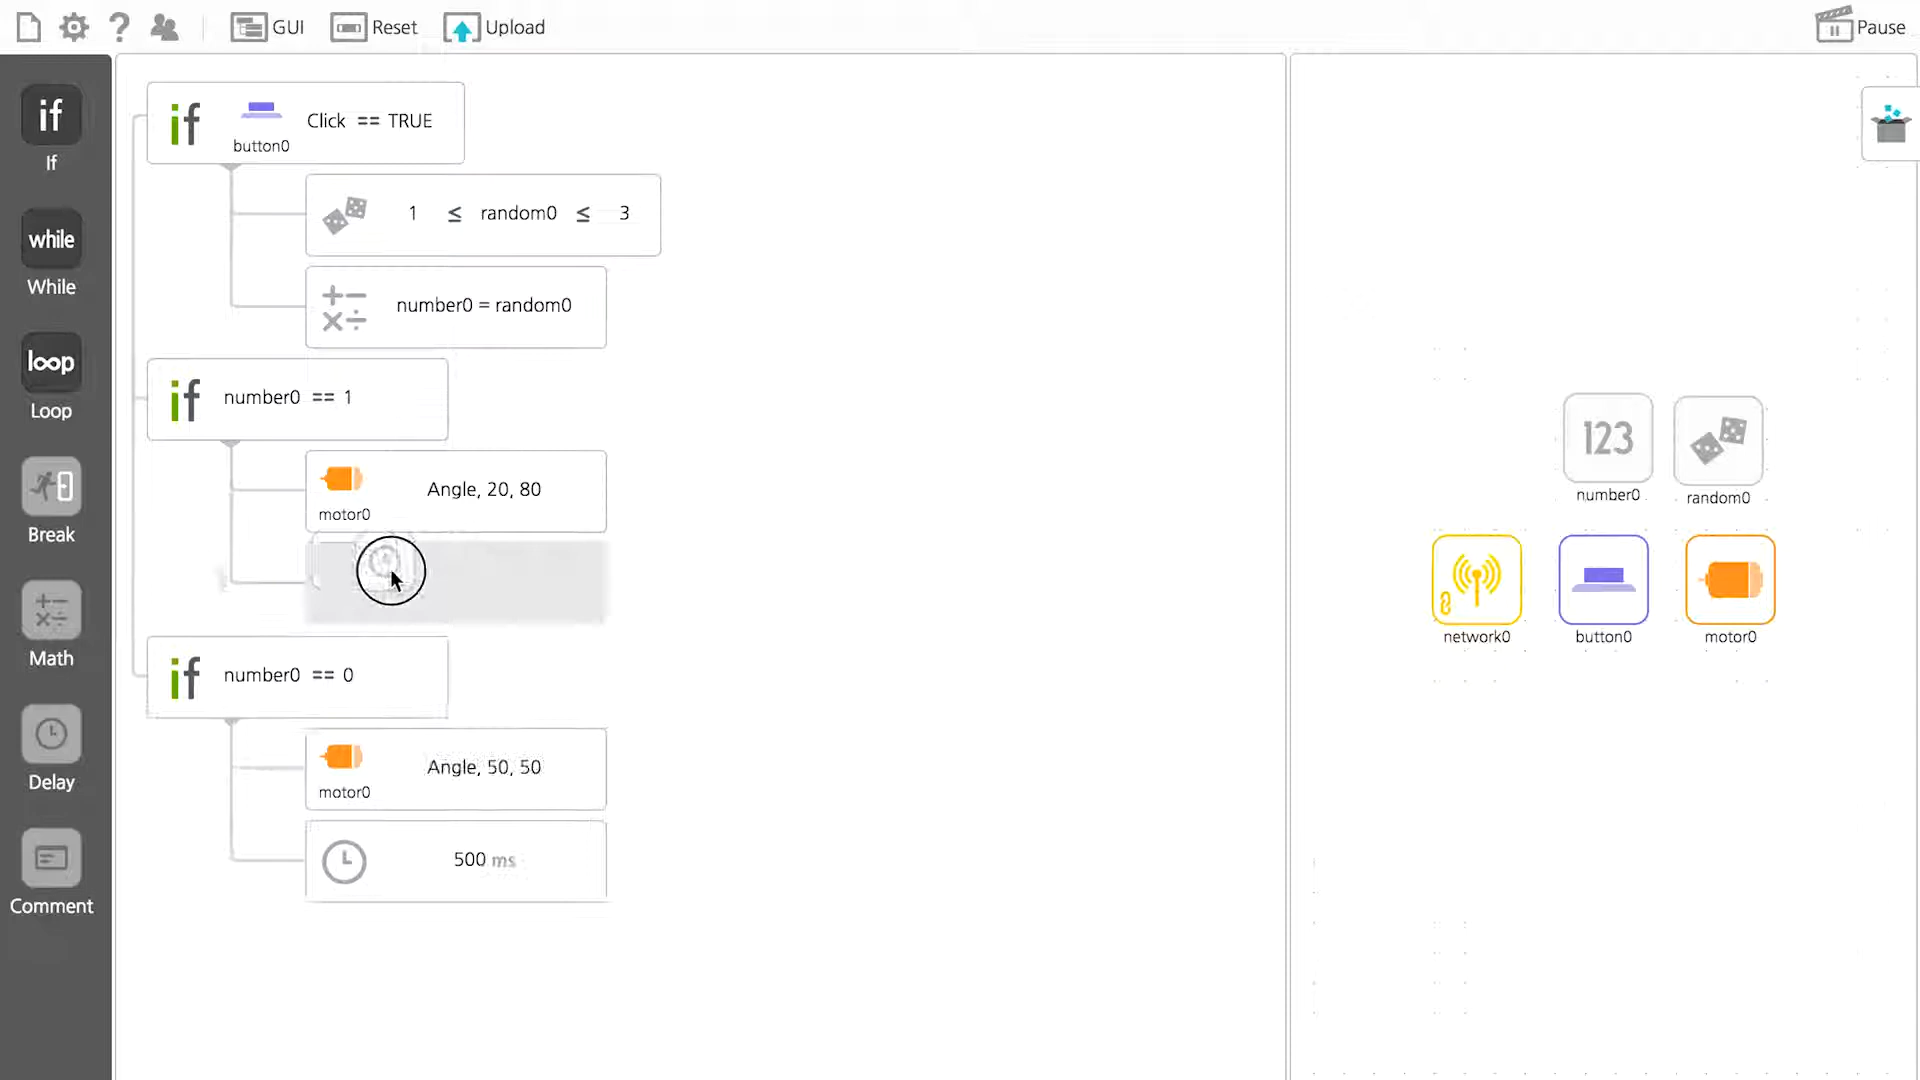 ? GUI Reset Upload Pause
if
If
while
While
loop
Loop
Break
Math
Delay
Comment
if button0 Click == TRUE
1 ≤ random0 ≤ 3
number0 = random0
if number0 == 1
motor0 Angle, 20, 80
if number0 == 0
motor0 Angle, 50, 50
500 ms
123
number0
random0
network0
button0
motor0